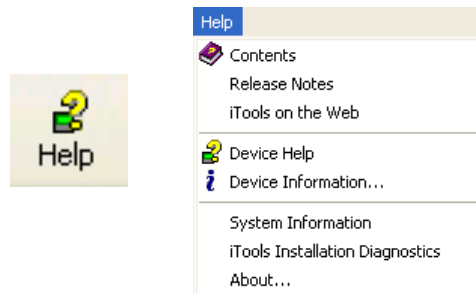 Help
Help
Contents
Release Notes
iTools on the Web
Device Help
Device Information...
System Information
iTools Installation Diagnostics
About...